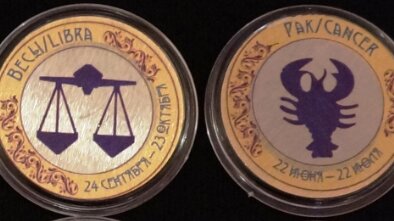 ВЕСЫ/LIBRA
24 СЕНТЯБРЯ – 23 ОКТЯБРЯ
РАК/CANCER
22 ИЮНЯ – 22 ИЮЛЯ